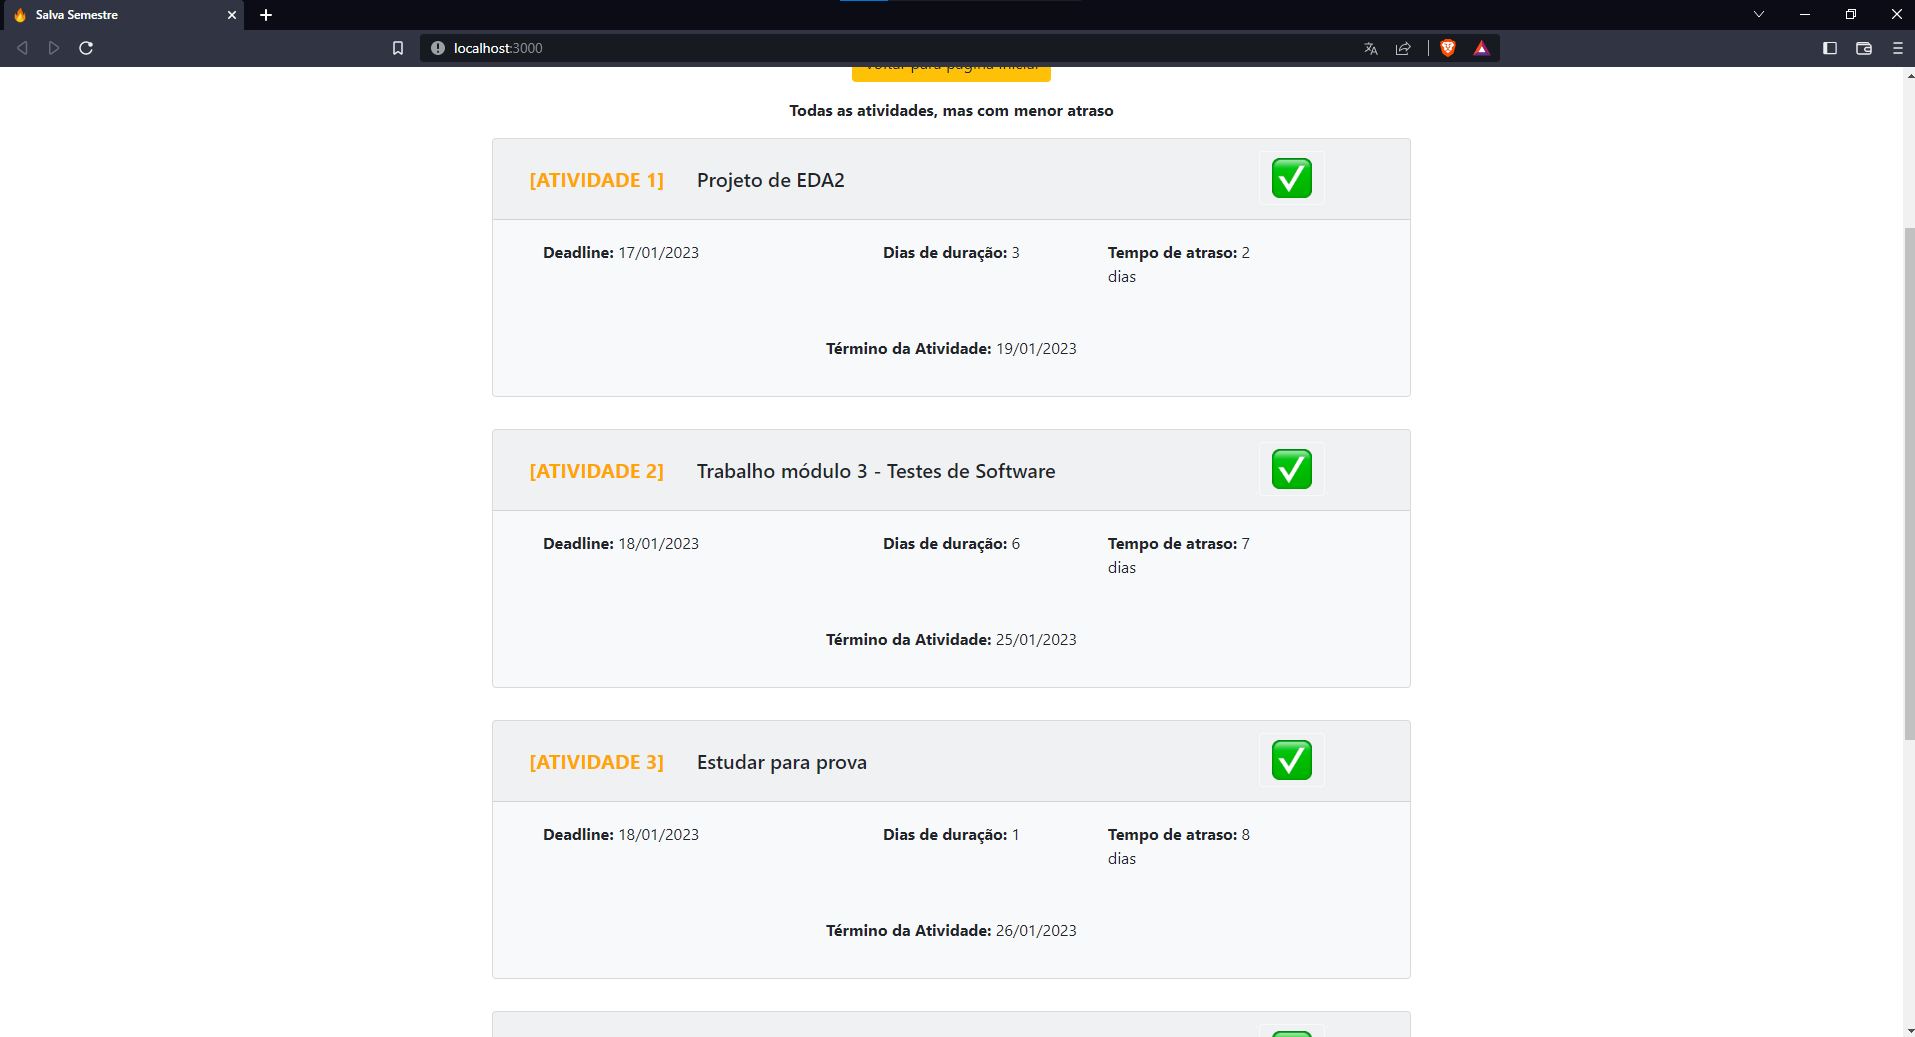 Salva Semestre
localhost:3000
Voltar para página inicial
Todas as atividades, mas com menor atraso
[ATIVIDADE 1] Projeto de EDA2
Deadline: 17/01/2023 Dias de duração: 3 Tempo de atraso: 2
dias
Término da Atividade: 19/01/2023
[ATIVIDADE 2] Trabalho módulo 3 - Testes de Software
Deadline: 18/01/2023 Dias de duração: 6 Tempo de atraso: 7
dias
Término da Atividade: 25/01/2023
[ATIVIDADE 3] Estudar para prova
Deadline: 18/01/2023 Dias de duração: 1 Tempo de atraso: 8
dias
Término da Atividade: 26/01/2023